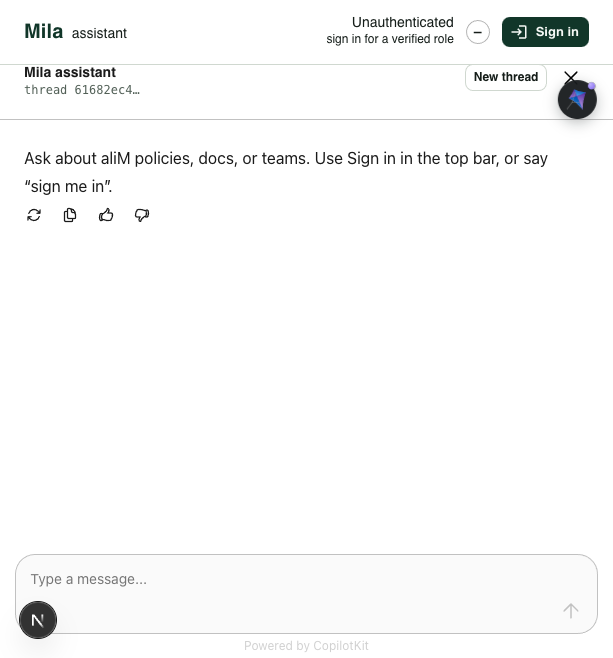 Mila assistant
Unauthenticated
sign in for a verified role
–
Sign in
Mila assistant
thread 61682ec4…
New thread
Ask about aliM policies, docs, or teams. Use Sign in in the top bar, or say
“sign me in”.
Type a message...
N
Powered by CopilotKit